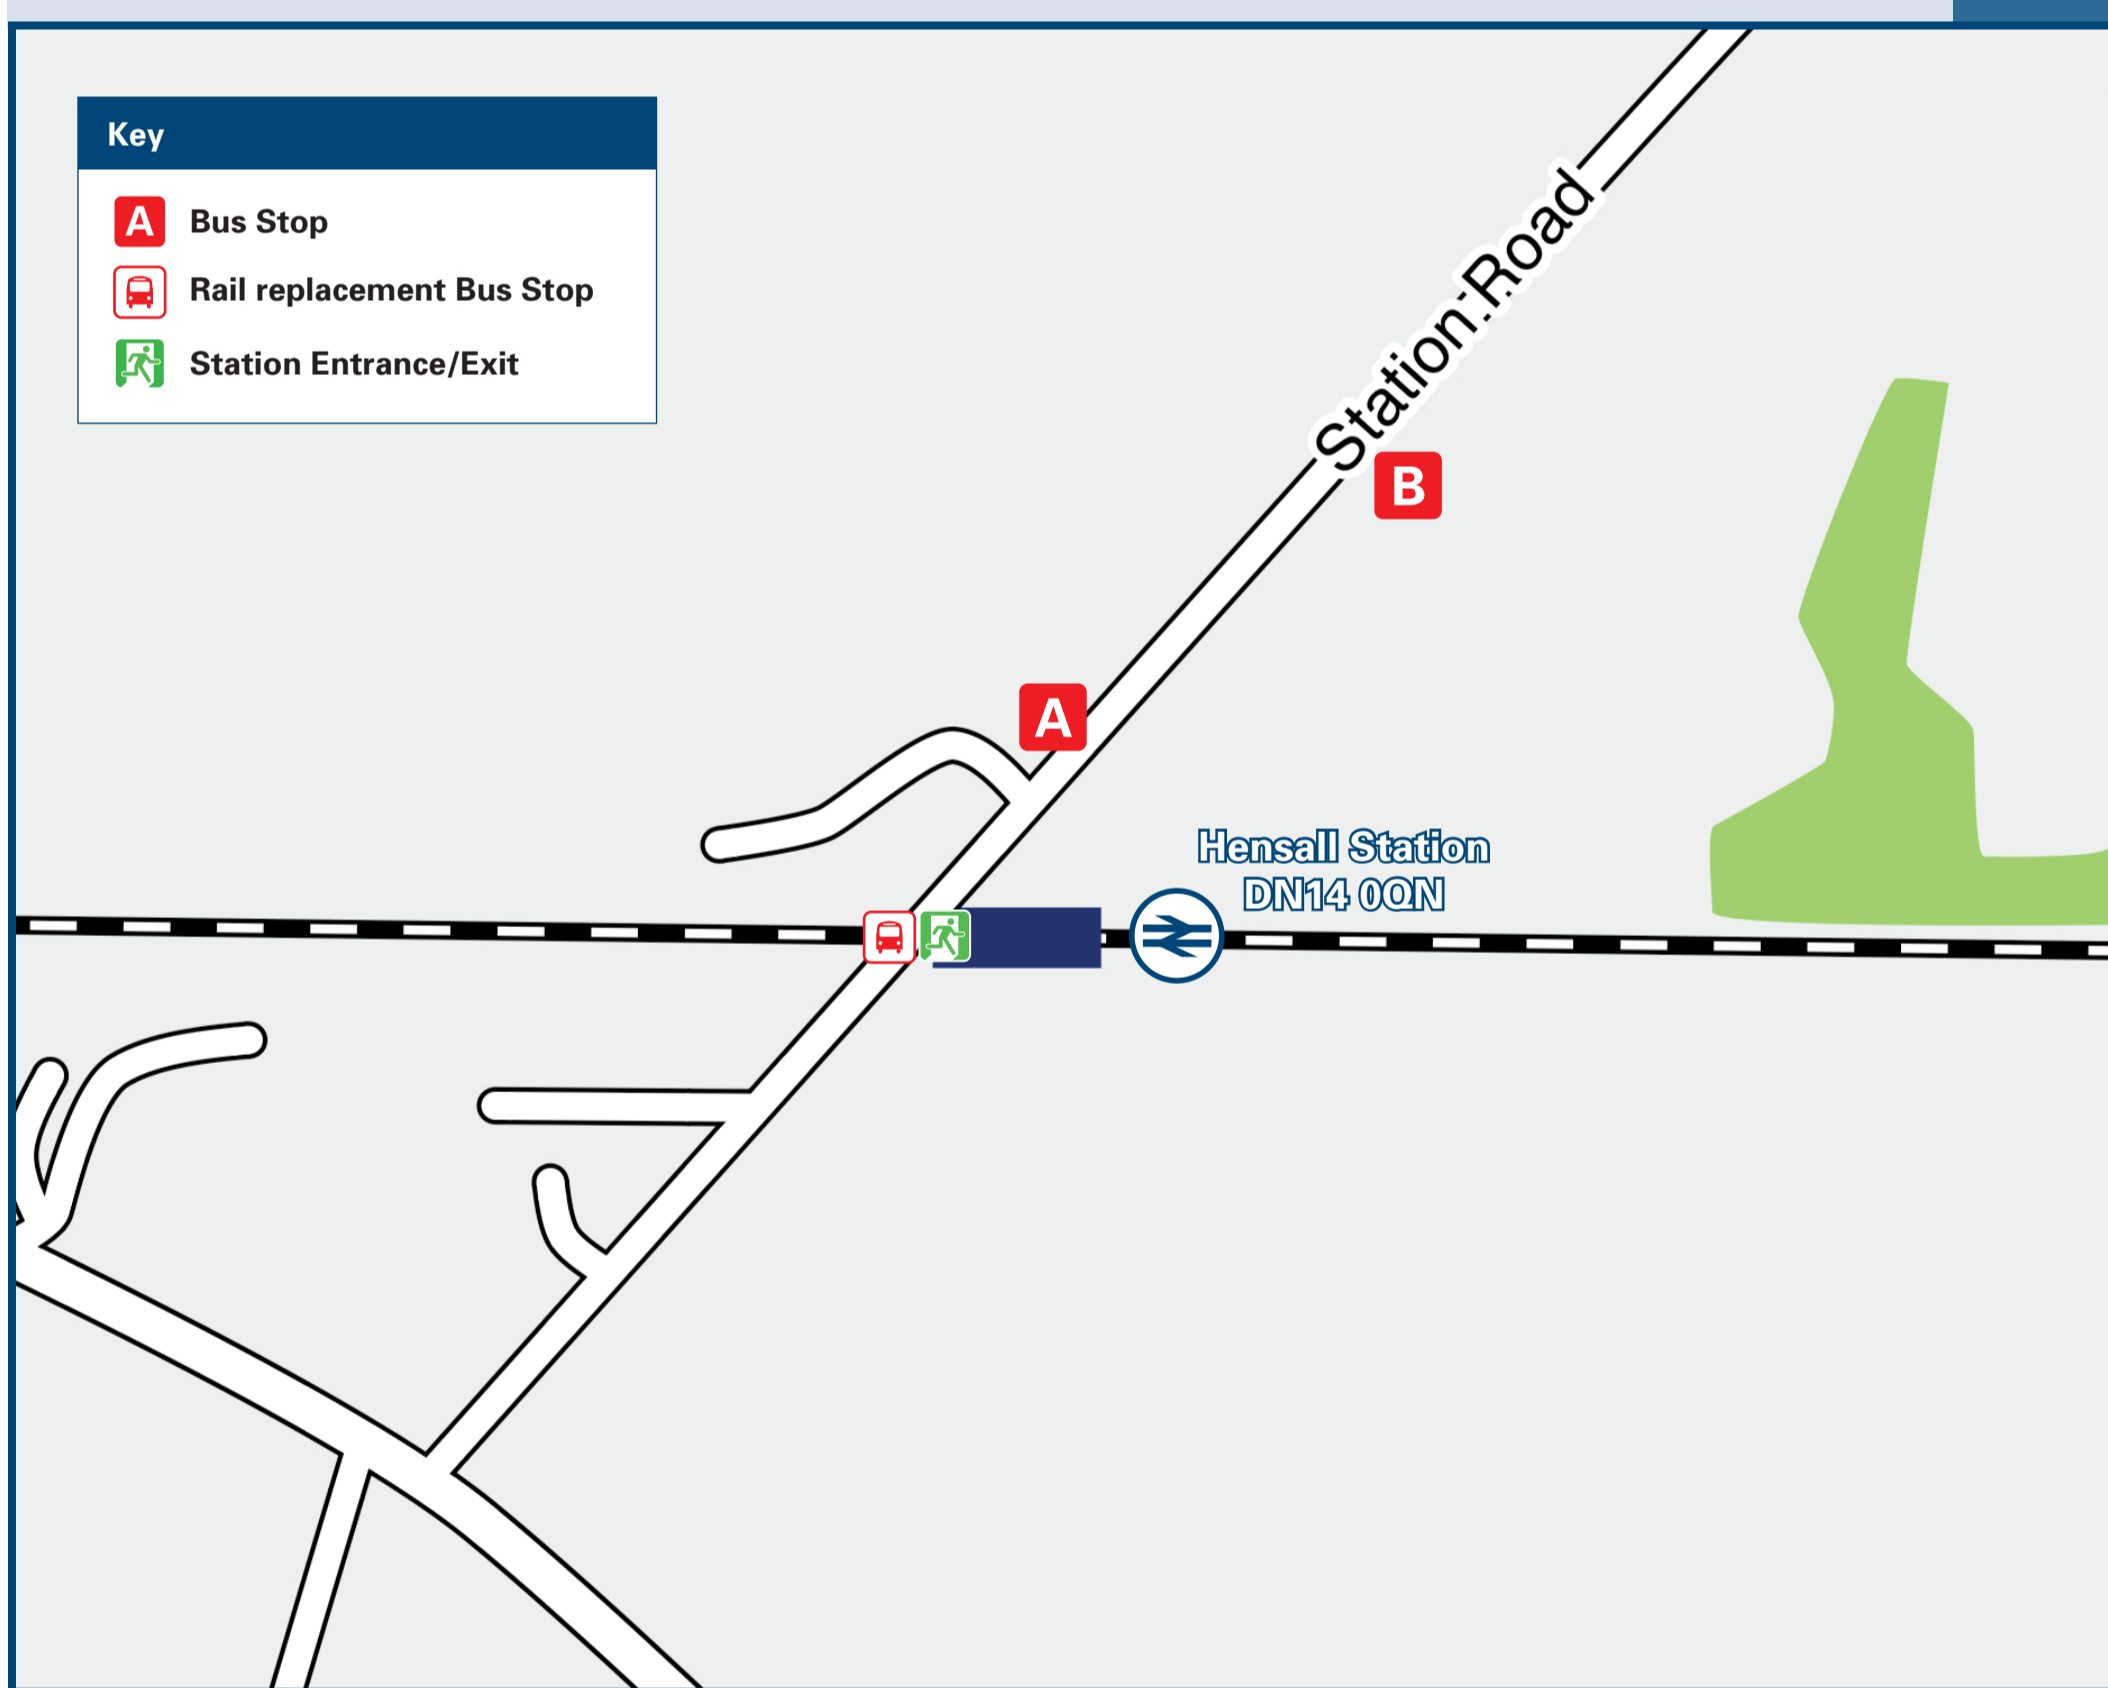 Key
A Bus Stop
Rail replacement Bus Stop
Station Entrance/Exit
Station Road
B
A
Hensall Station
DN14 0QN